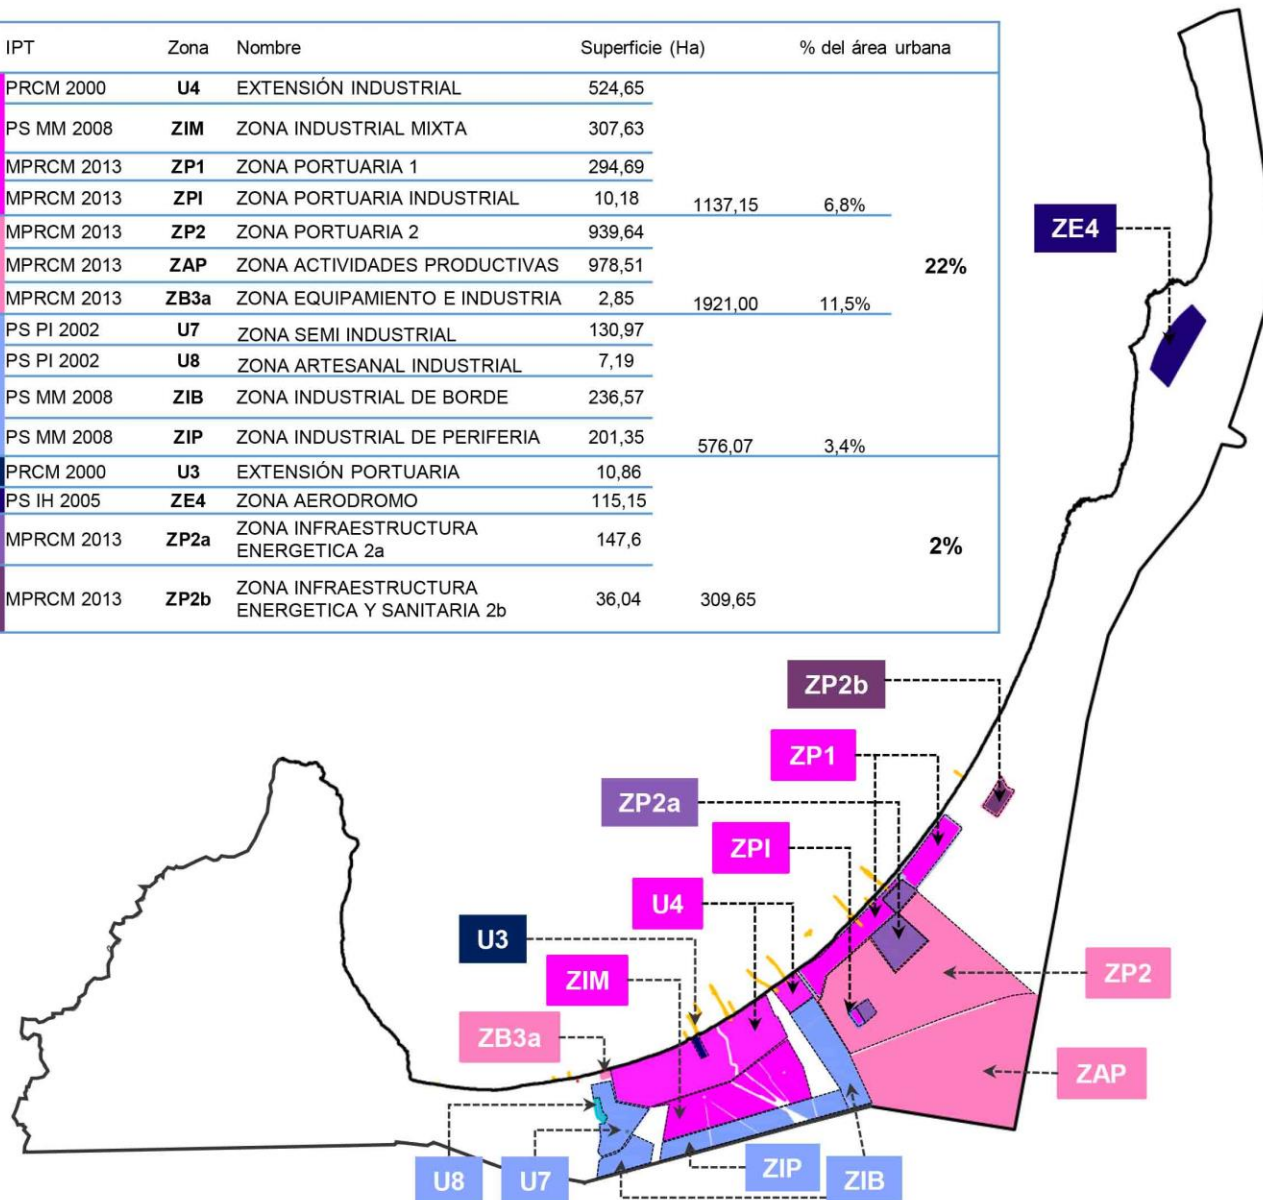 IPT Zona Nombre Superficie (Ha) % del área urbana
PRCM 2000 U4 EXTENSIÓN INDUSTRIAL 524,65
PS MM 2008 ZIM ZONA INDUSTRIAL MIXTA 307,63
MPRCM 2013 ZP1 ZONA PORTUARIA 1 294,69
MPRCM 2013 ZPI ZONA PORTUARIA INDUSTRIAL 10,18 1137,15 6,8%
MPRCM 2013 ZP2 ZONA PORTUARIA 2 939,64
MPRCM 2013 ZAP ZONA ACTIVIDADES PRODUCTIVAS 978,51 22%
MPRCM 2013 ZB3a ZONA EQUIPAMIENTO E INDUSTRIA 2,85 1921,00 11,5%
PS PI 2002 U7 ZONA SEMI INDUSTRIAL 130,97
PS PI 2002 U8 ZONA ARTESANAL INDUSTRIAL 7,19
PS MM 2008 ZIB ZONA INDUSTRIAL DE BORDE 236,57
PS MM 2008 ZIP ZONA INDUSTRIAL DE PERIFERIA 201,35 576,07 3,4%
PRCM 2000 U3 EXTENSIÓN PORTUARIA 10,86
PS IH 2005 ZE4 ZONA AERODROMO 115,15
MPRCM 2013 ZP2a ZONA INFRAESTRUCTURA
ENERGETICA 2a 147,6 2%
MPRCM 2013 ZP2b ZONA INFRAESTRUCTURA
ENERGETICA Y SANITARIA 2b 36,04 309,65
ZE4
ZP2b
ZP1
ZP2a
ZPI
U4
U3
ZP2
ZIM
ZB3a
ZAP
U8
U7
ZIP
ZIB